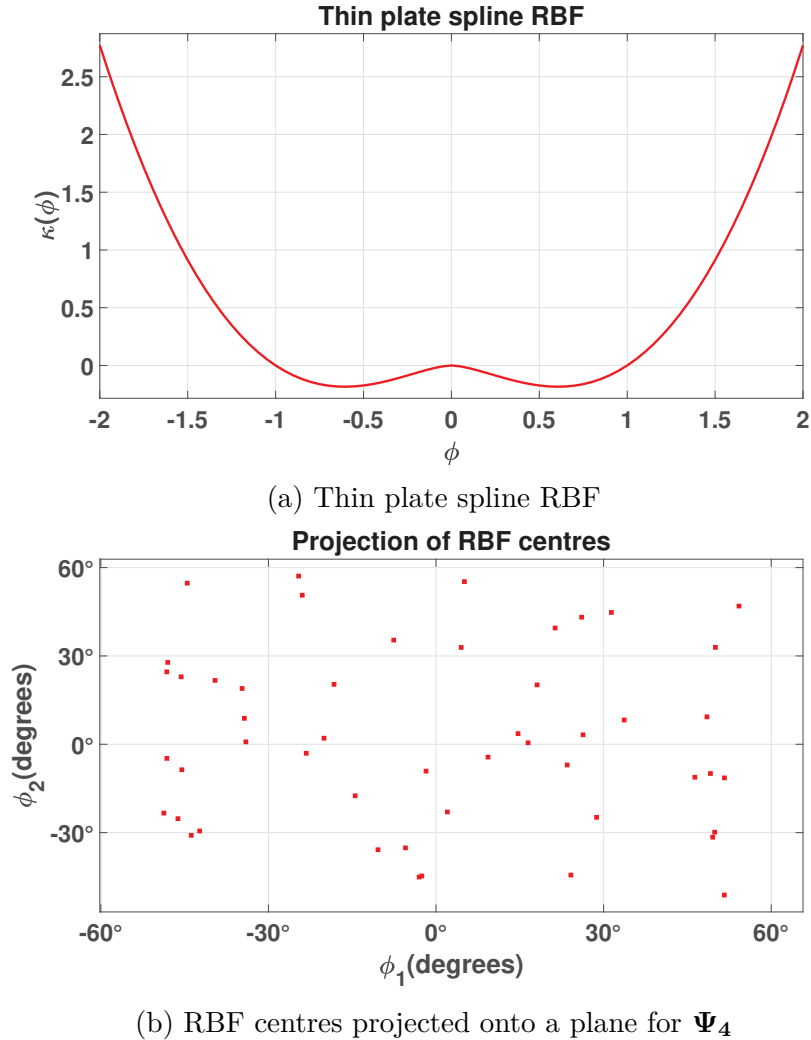 Thin plate spline RBF
κ(ϕ)
2.5
2
1.5
1
0.5
0
-2 -1.5 -1 -0.5 0 0.5 1 1.5 2
ϕ
(a) Thin plate spline RBF
Projection of RBF centres
ϕ2(degrees)
60°
30°
0°
-30°
-60° -30° 0° 30° 60°
ϕ1(degrees)
(b) RBF centres projected onto a plane for Ψ4